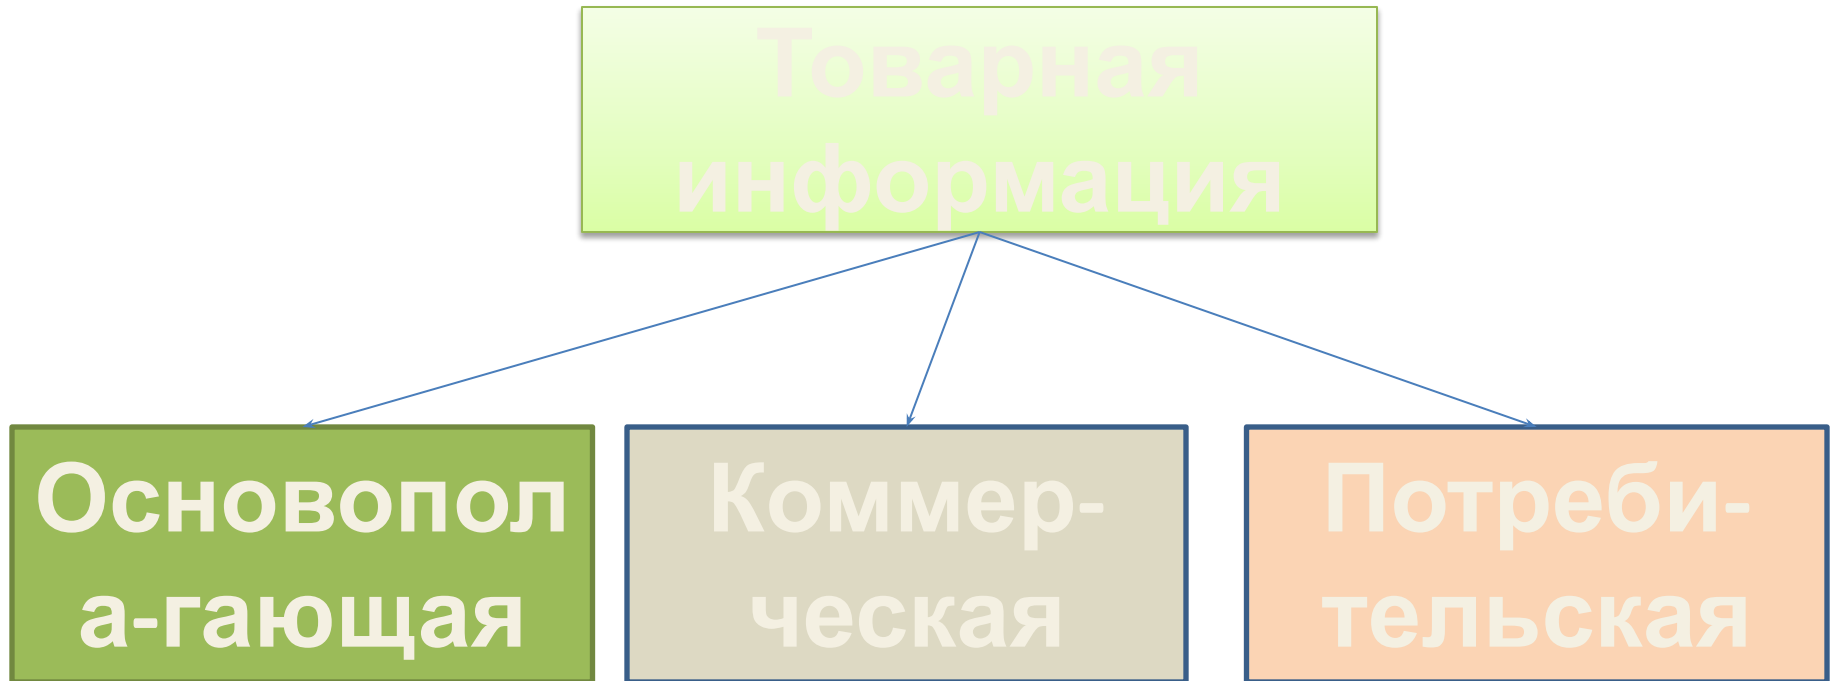 Товарная
информация
Основопол
а-гающая
Коммер-
ческая
Потреби-
тельская